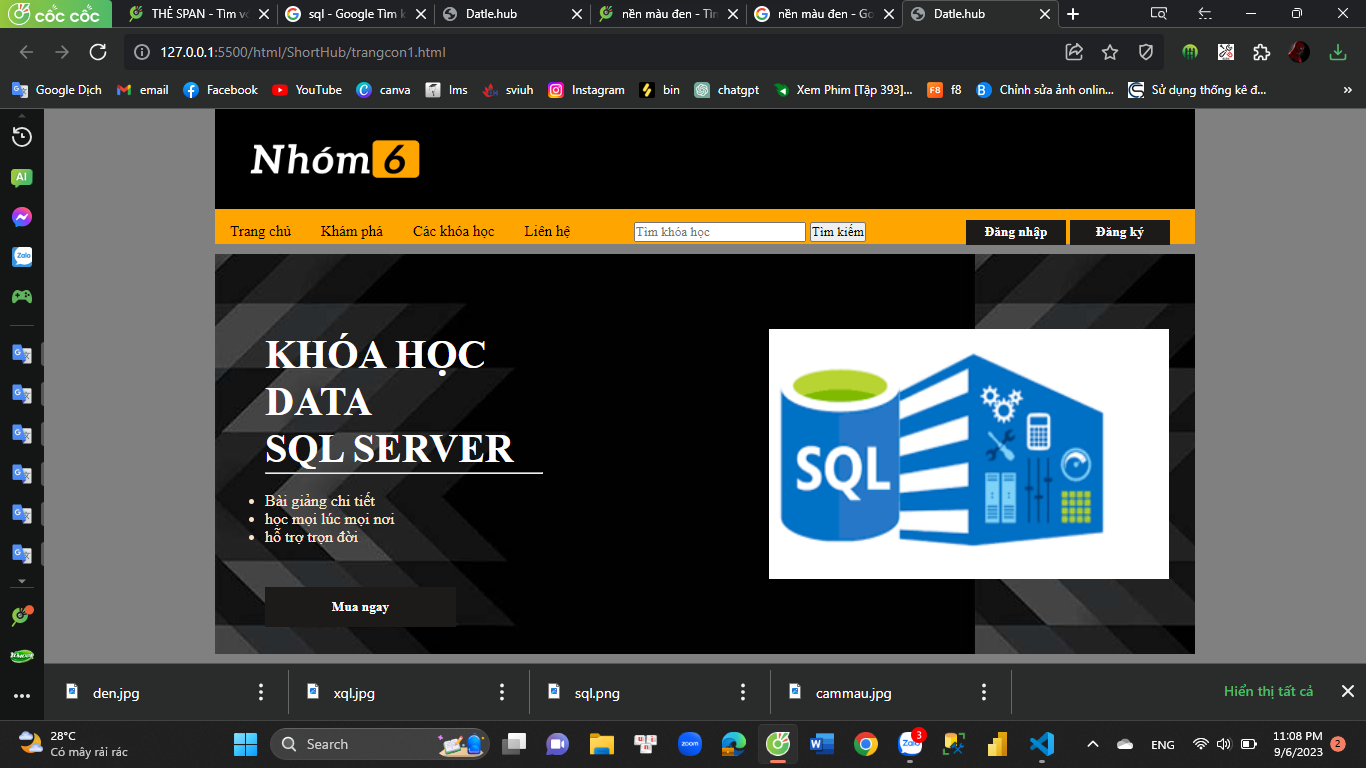 cốc cốc
THẺ SPAN - Tìm vớ
sql - Google Tìm k
Datle.hub
nền màu đen - Tìn
nền màu đen - Go
Datle.hub
127.0.0.1:5500/html/ShortHub/trangcon1.html
Google Dịch
email
Facebook
YouTube
canva
lms
sviuh
Instagram
bin
chatgpt
Xem Phim [Tập 393]...
F8
f8
Chỉnh sửa ảnh onlin...
Sử dụng thống kê đ...
»
AI
Zalo
Nhóm 6
Trang chủ
Khám phá
Các khóa học
Liên hệ
Tìm khóa học
Tìm kiếm
Đăng nhập
Đăng ký
KHÓA HỌC
DATA
SQL SERVER
Bài giảng chi tiết
học mọi lúc mọi nơi
hỗ trợ trọn đời
Mua ngay
SQL
den.jpg
xql.jpg
sql.png
cammau.jpg
Hiển thị tất cả
28°C
Có mây rải rác
Search
zoom
Zalo
3
ENG
11:08 PM
9/6/2023
2